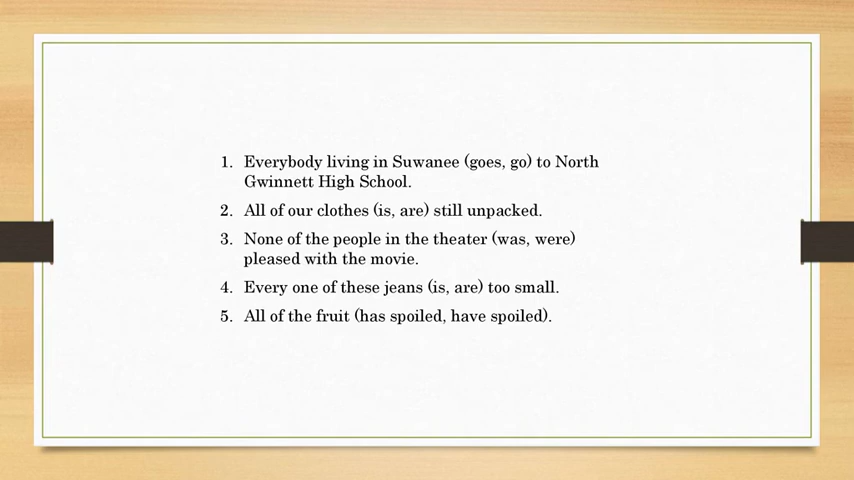 1. Everybody living in Suwanee (goes, go) to North
Gwinnett High School.
2. All of our clothes (is, are) still unpacked.
3. None of the people in the theater (was, were)
pleased with the movie.
4. Every one of these jeans (is, are) too small.
5. All of the fruit (has spoiled, have spoiled).